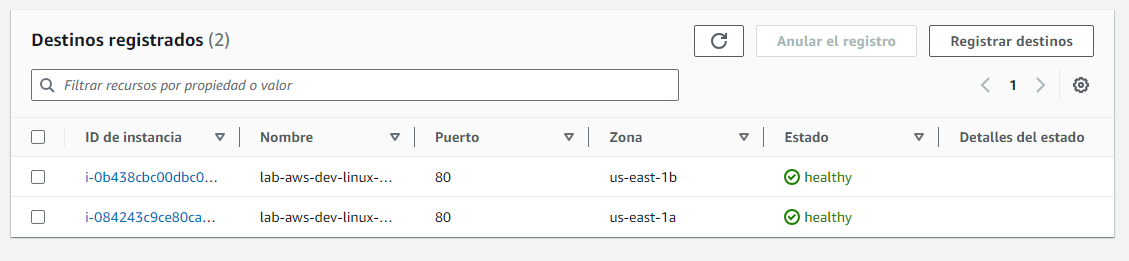 Destinos registrados (2)
Anular el registro
Registrar destinos
Filtrar recursos por propiedad o valor
1
ID de instancia Nombre Puerto Zona Estado Detalles del estado
i-0b438cbc00dbc0... lab-aws-dev-linux-... 80 us-east-1b healthy
i-084243c9ce80ca... lab-aws-dev-linux-... 80 us-east-1a healthy